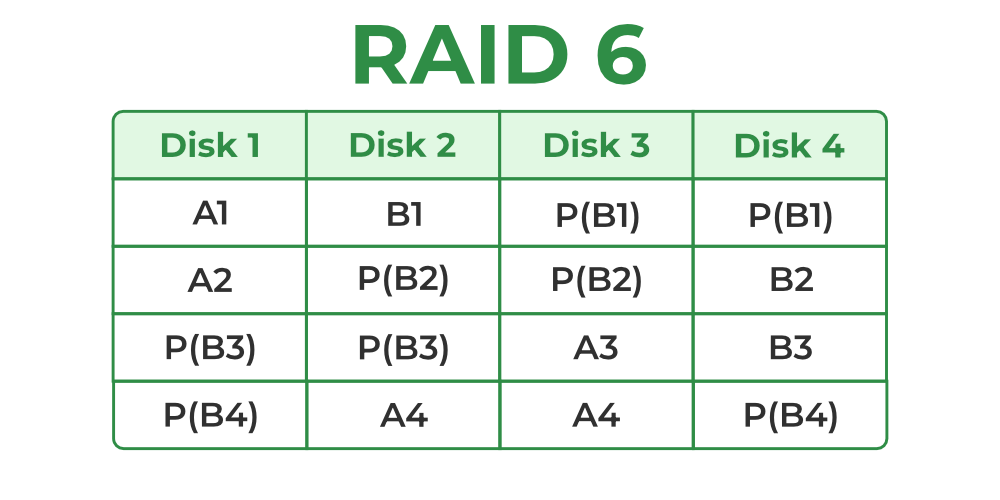 RAID 6
Disk 1 Disk 2 Disk 3 Disk 4
A1 B1 P(B1) P(B1)
A2 P(B2) P(B2) B2
P(B3) P(B3) A3 B3
P(B4) A4 A4 P(B4)